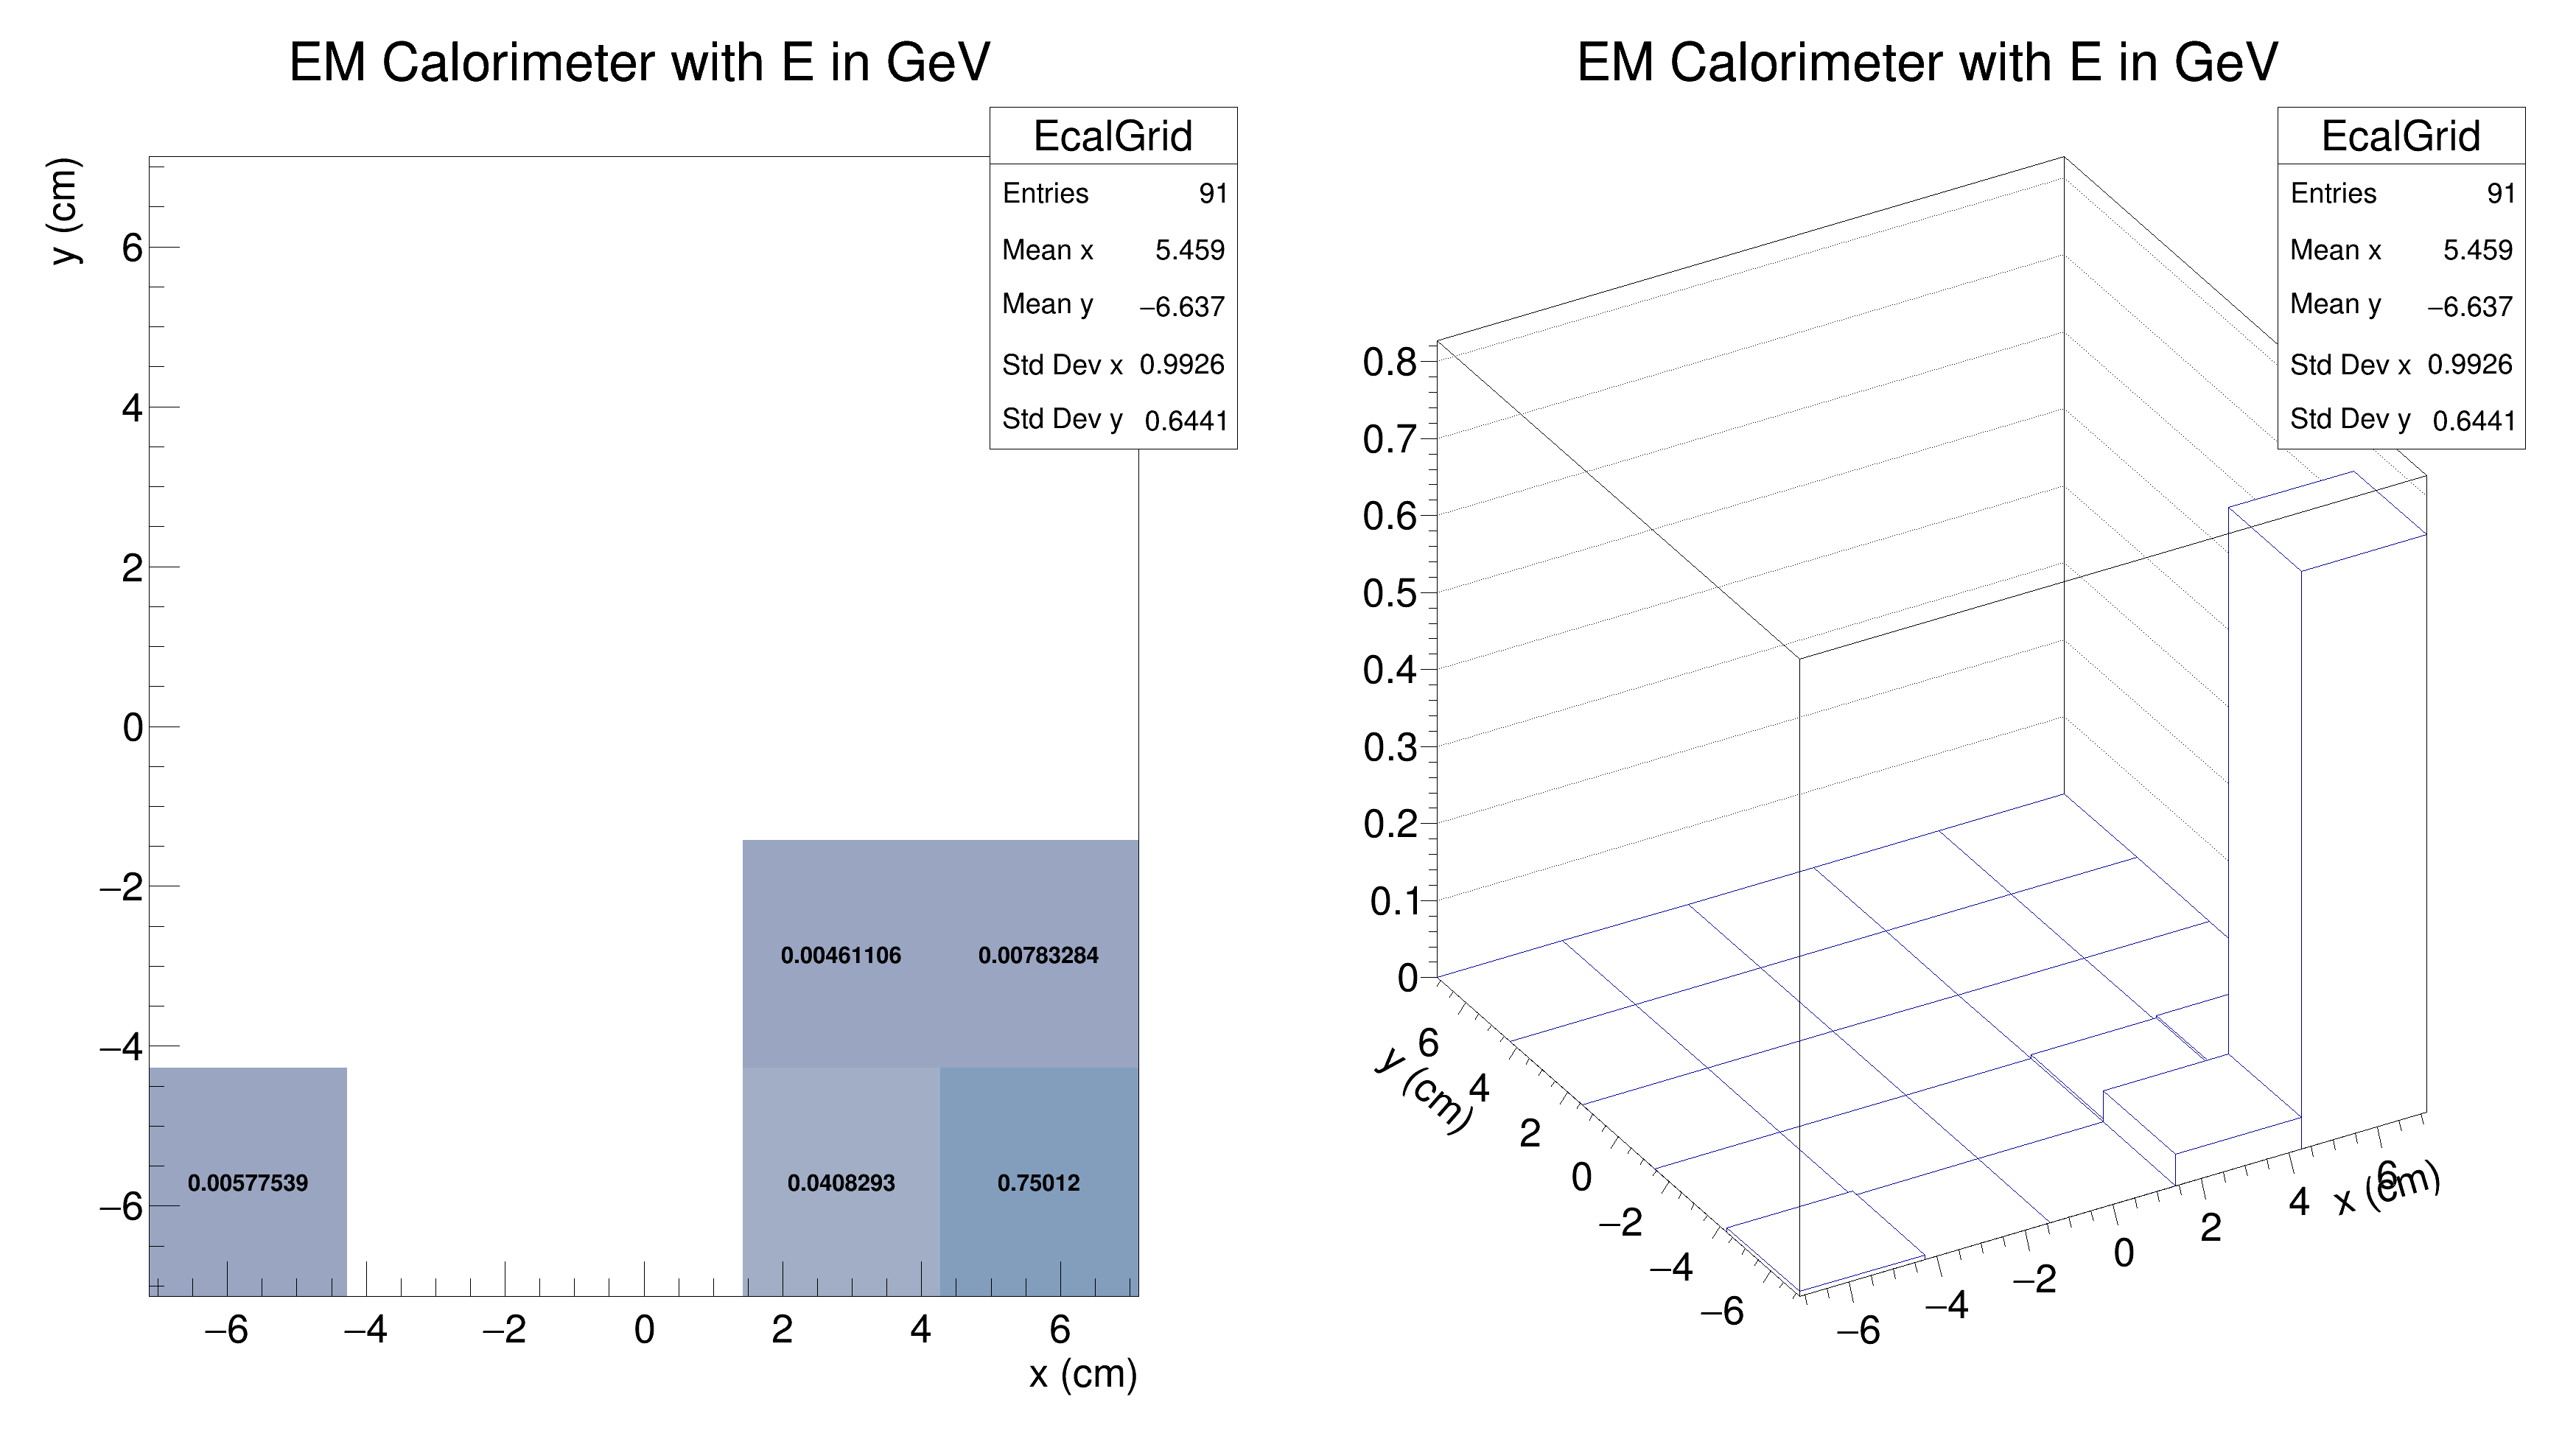 EM Calorimeter with E in GeV
EcalGrid
Entries 91
Mean x 5.459
Mean y −6.637
Std Dev x 0.9926
Std Dev y 0.6441
y (cm)
6
4
2
0
−2
−4
−6
0.00461106 0.00783284
0.00577539 0.0408293 0.75012
−6 −4 −2 0 2 4 6
x (cm)
EM Calorimeter with E in GeV
EcalGrid
Entries 91
Mean x 5.459
Mean y −6.637
Std Dev x 0.9926
Std Dev y 0.6441
0.8
0.7
0.6
0.5
0.4
0.3
0.2
0.1
0
y (cm)
6
4
2
0
−2
−4
−6
−6 −4 −2 0 2 4 6
x (cm)